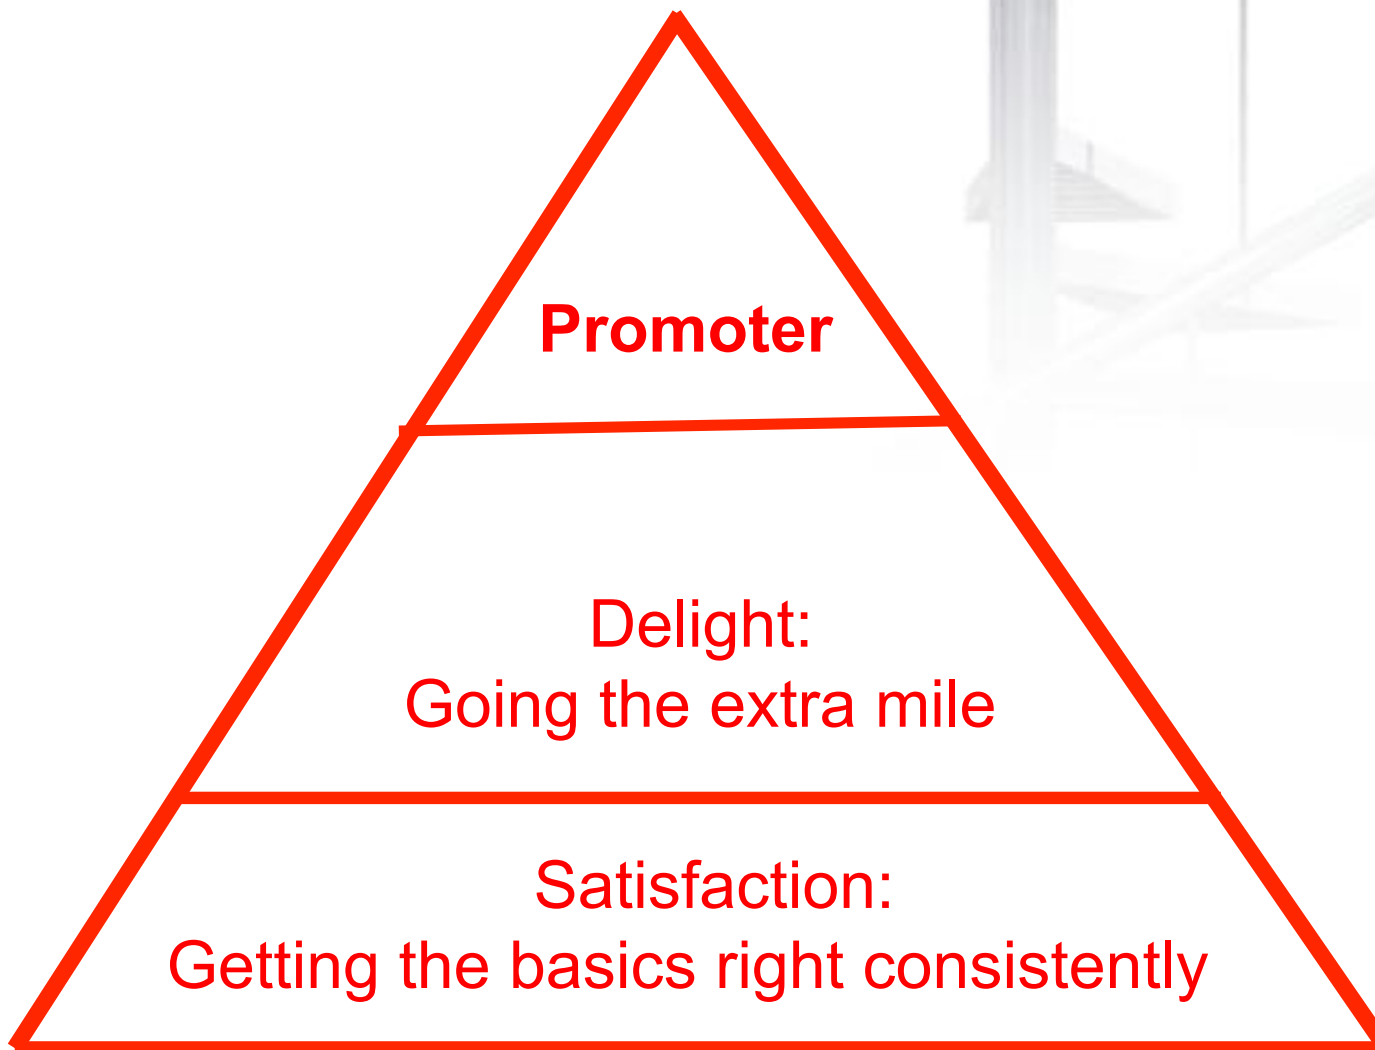 Promoter
Delight:
Going the extra mile
Satisfaction:
Getting the basics right consistently